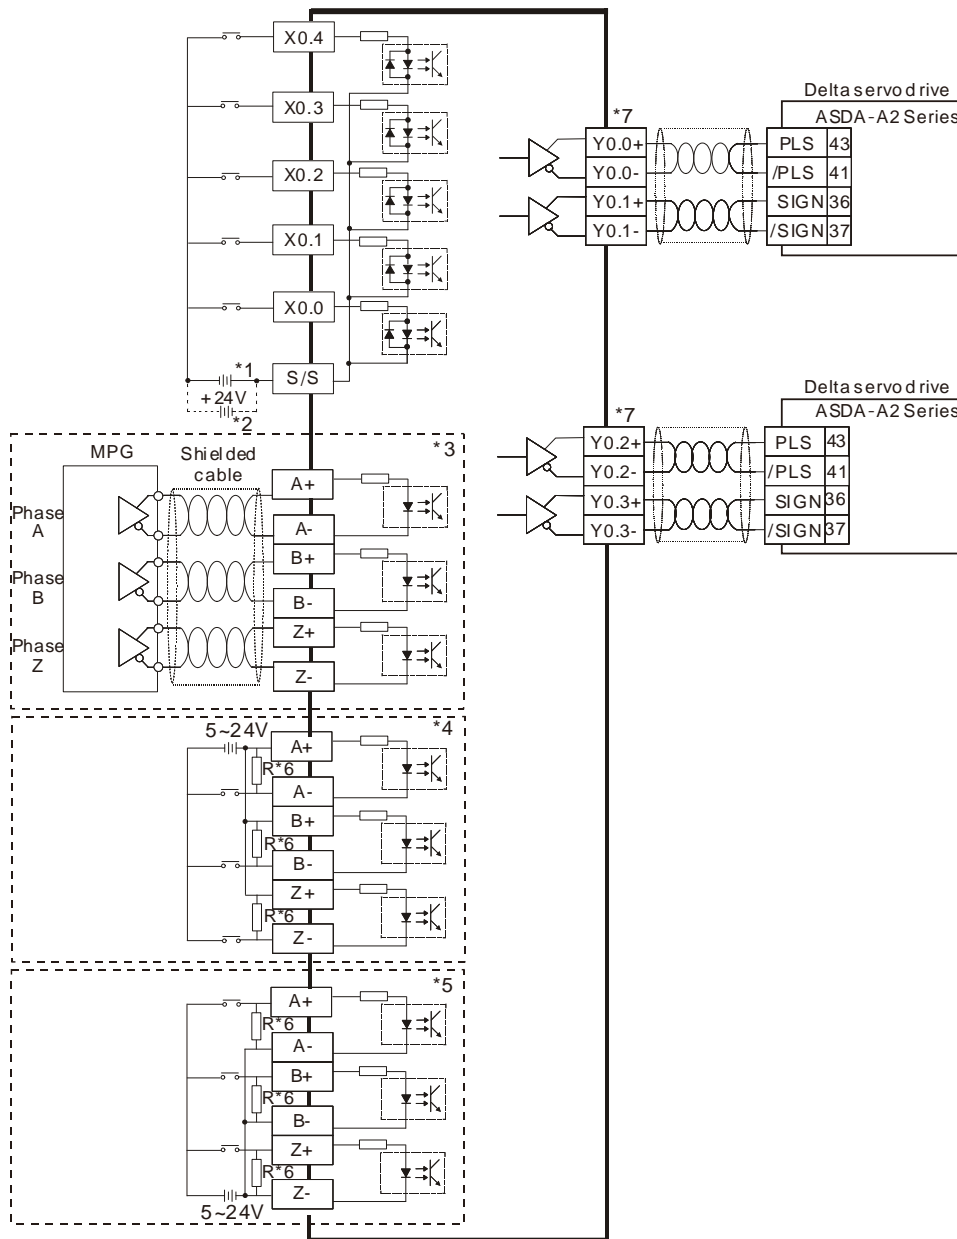 X0.4
X0.3
X0.2
X0.1
X0.0
*1
S/S
+24V
*2
*3
MPG
Shielded
cable
A+
Phase
A
A-
B+
Phase
B
B-
Z+
Phase
Z
Z-
*4
5~24V
A+
R*6
A-
B+
R*6
B-
Z+
R*6
Z-
*5
A+
R*6
A-
B+
R*6
B-
Z+
R*6
Z-
5~24V
Delta servo drive
ASDA-A2 Series
*7
Y0.0+ PLS 43
Y0.0- /PLS 41
Y0.1+ SIGN 36
Y0.1- /SIGN 37
Delta servo drive
ASDA-A2 Series
*7
Y0.2+ PLS 43
Y0.2- /PLS 41
Y0.3+ SIGN 36
Y0.3- /SIGN 37